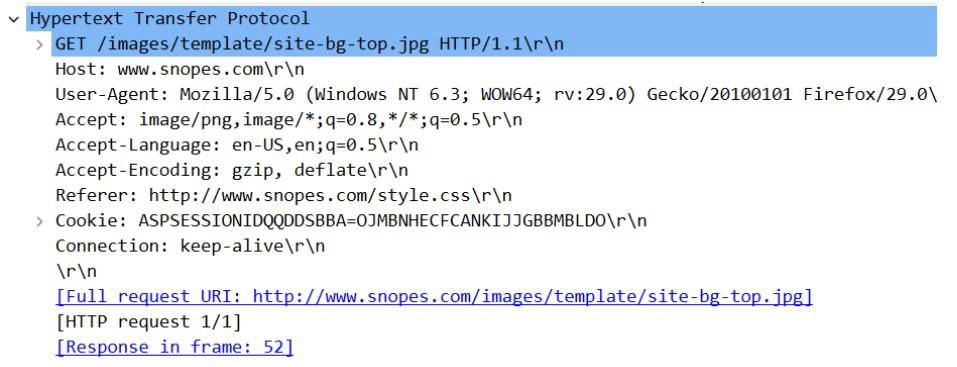 Hypertext Transfer Protocol
GET /images/template/site-bg-top.jpg HTTP/1.1\r\n
Host: www.snopes.com\r\n
User-Agent: Mozilla/5.0 (Windows NT 6.3; WOW64; rv:29.0) Gecko/20100101 Firefox/29.0\
Accept: image/png,image/*;q=0.8,*/*;q=0.5\r\n
Accept-Language: en-US,en;q=0.5\r\n
Accept-Encoding: gzip, deflate\r\n
Referer: http://www.snopes.com/style.css\r\n
Cookie: ASPSESSIONIDQQDDSBBA=OJMBNHECFCANKIJJGBBMBLDO\r\n
Connection: keep-alive\r\n
\r\n
[Full request URI: http://www.snopes.com/images/template/site-bg-top.jpg]
[HTTP request 1/1]
[Response in frame: 52]